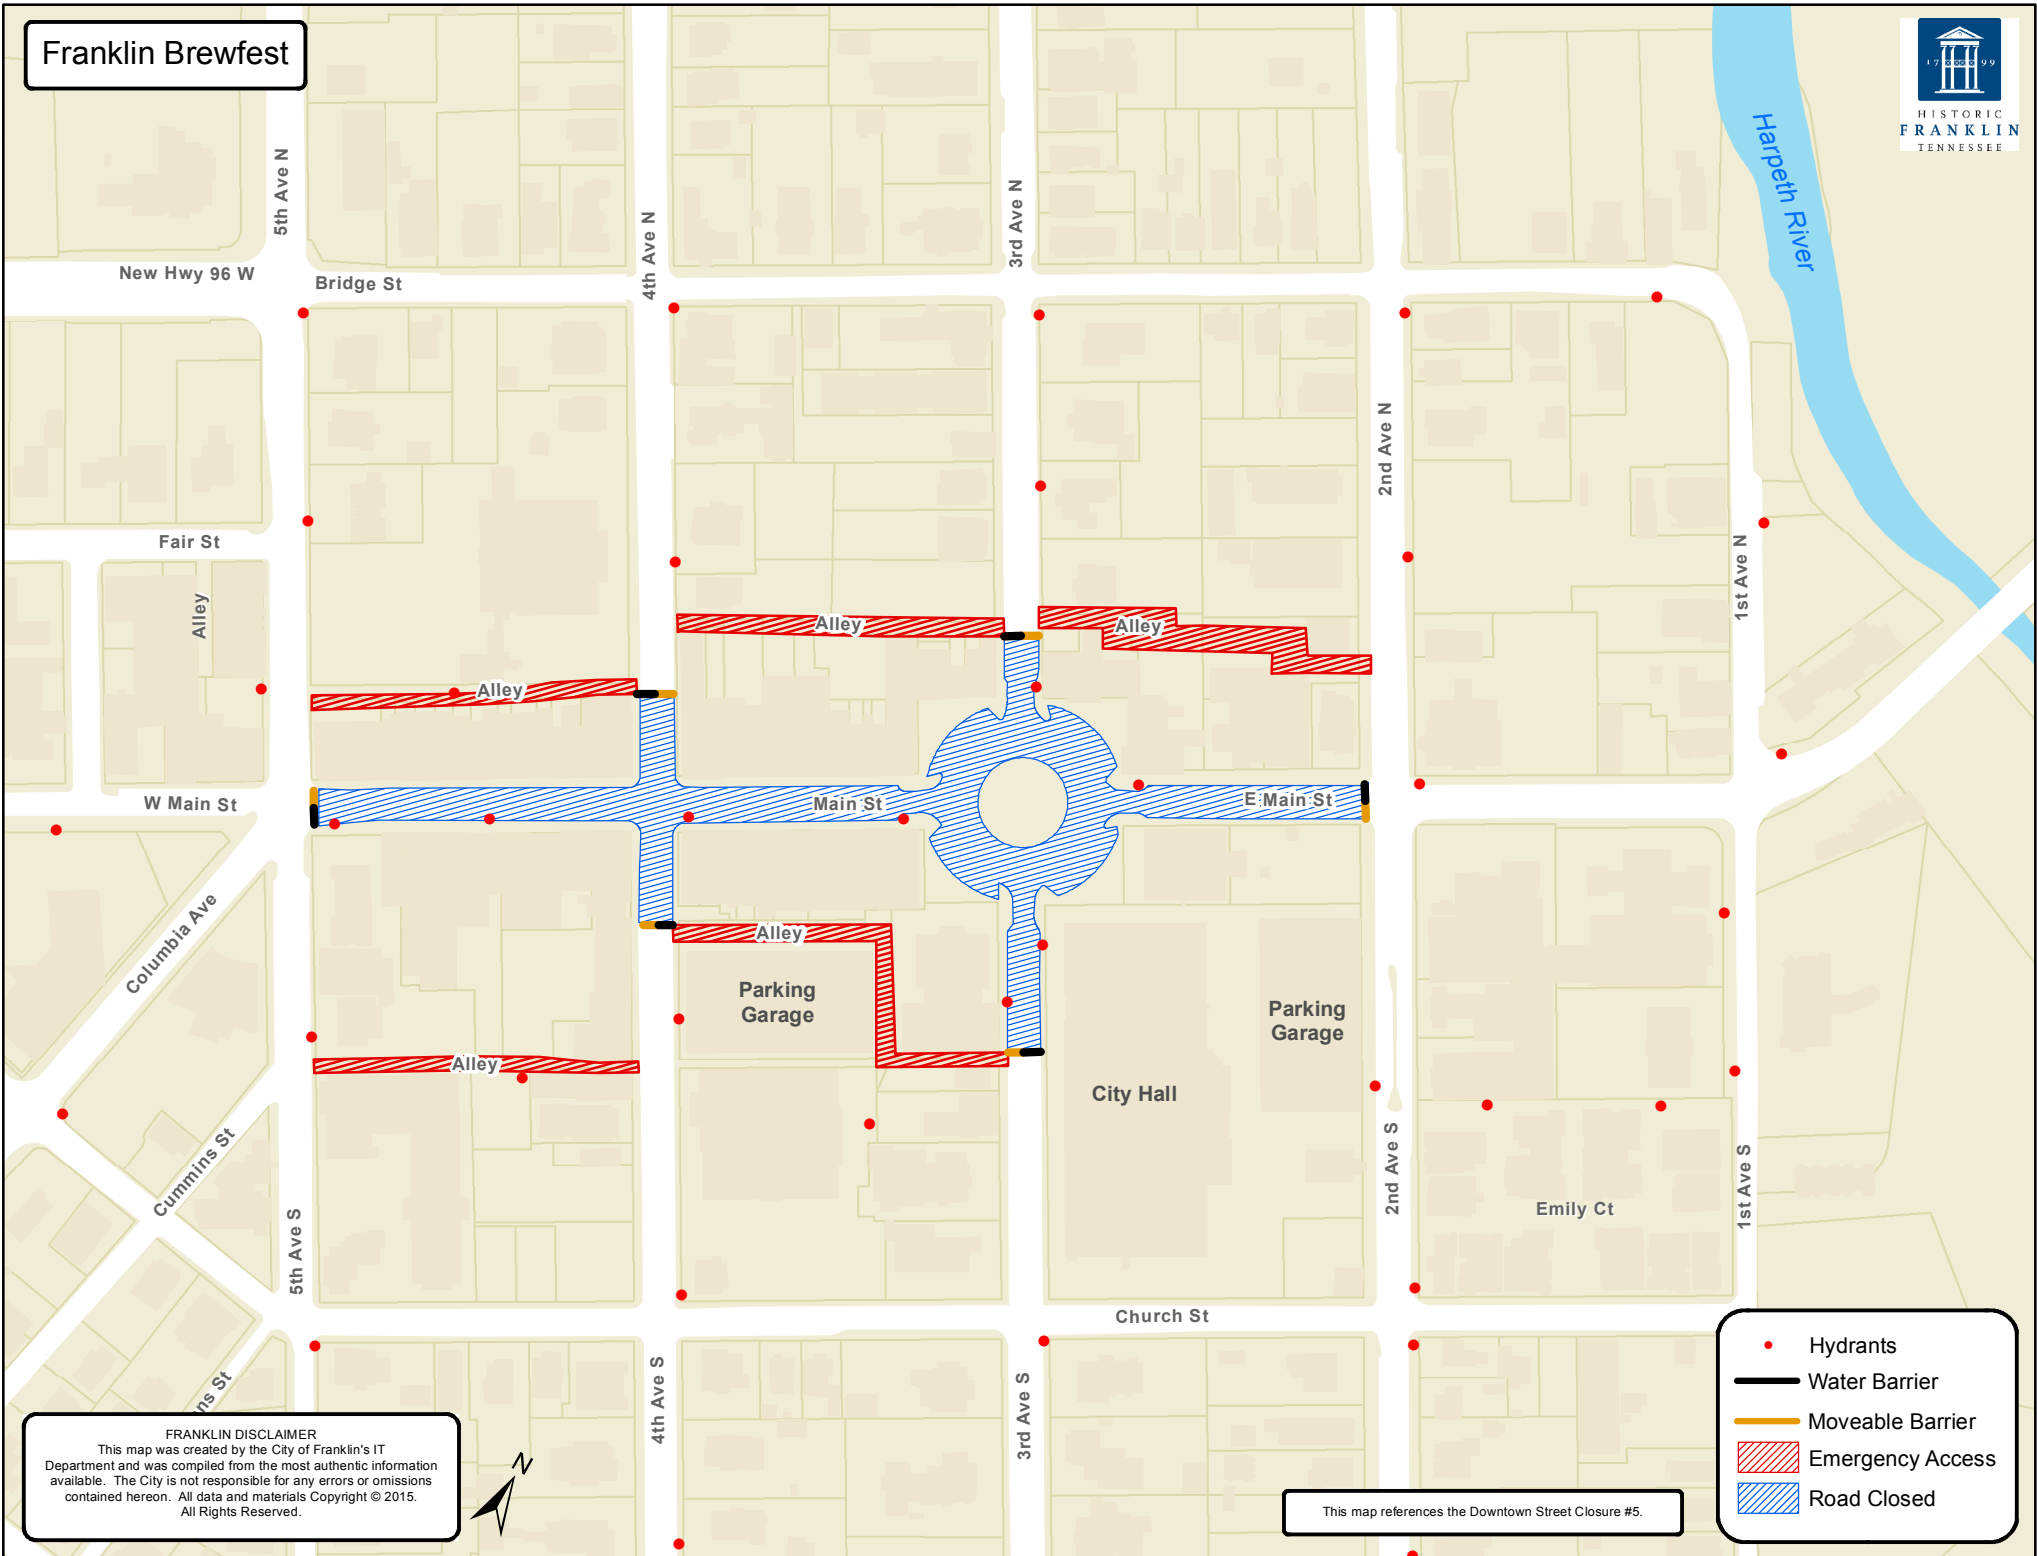 Franklin Brewfest
17 99
HISTORIC
FRANKLIN
TENNESSEE
Harpeth River
5th Ave N
4th Ave N
3rd Ave N
New Hwy 96 W
Bridge St
2nd Ave N
Fair St
1st Ave N
Alley
Alley
Alley
Alley
W Main St
Main St
E Main St
Columbia Ave
Alley
Parking
Garage
Parking
Garage
Alley
City Hall
Cummins St
2nd Ave S
1st Ave S
Emily Ct
5th Ave S
Church St
4th Ave S
3rd Ave S
ns St
Hydrants
Water Barrier
Moveable Barrier
Emergency Access
Road Closed
FRANKLIN DISCLAIMER
This map was created by the City of Franklin's IT
Department and was compiled from the most authentic information
available. The City is not responsible for any errors or omissions
contained hereon. All data and materials Copyright © 2015.
All Rights Reserved.
N
This map references the Downtown Street Closure #5.